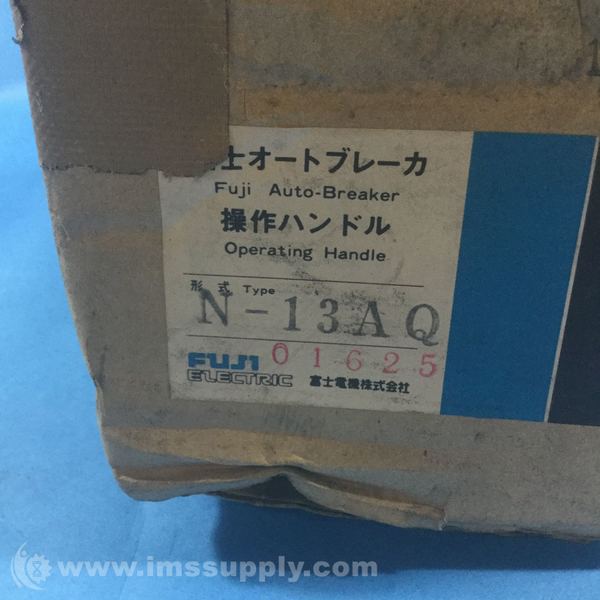 士オートブレーカ
Fuji Auto-Breaker
操作ハンドル
Operating Handle
形式 Type
N-13AQ
01625
FUJI
ELECTRIC 富士電機株式会社
www.imssupply.com